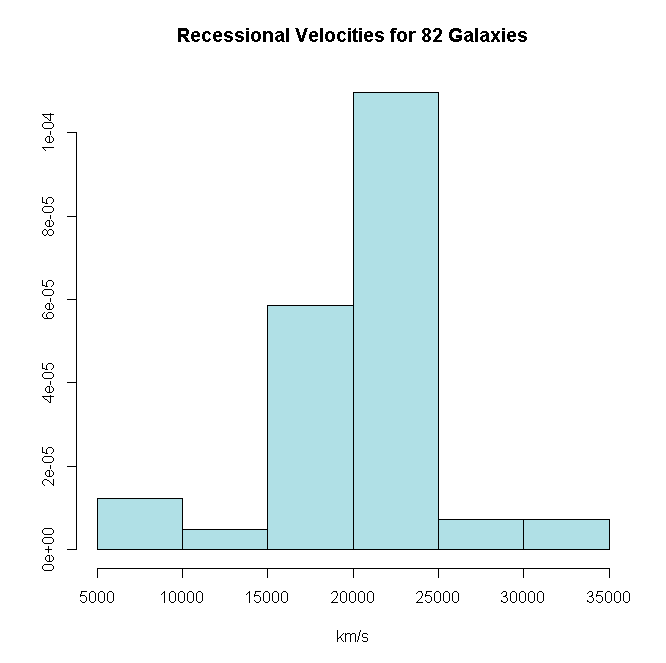 Recessional Velocities for 82 Galaxies
1e-04
8e-05
6e-05
4e-05
2e-05
0e+00
5000 10000 15000 20000 25000 30000 35000
km/s